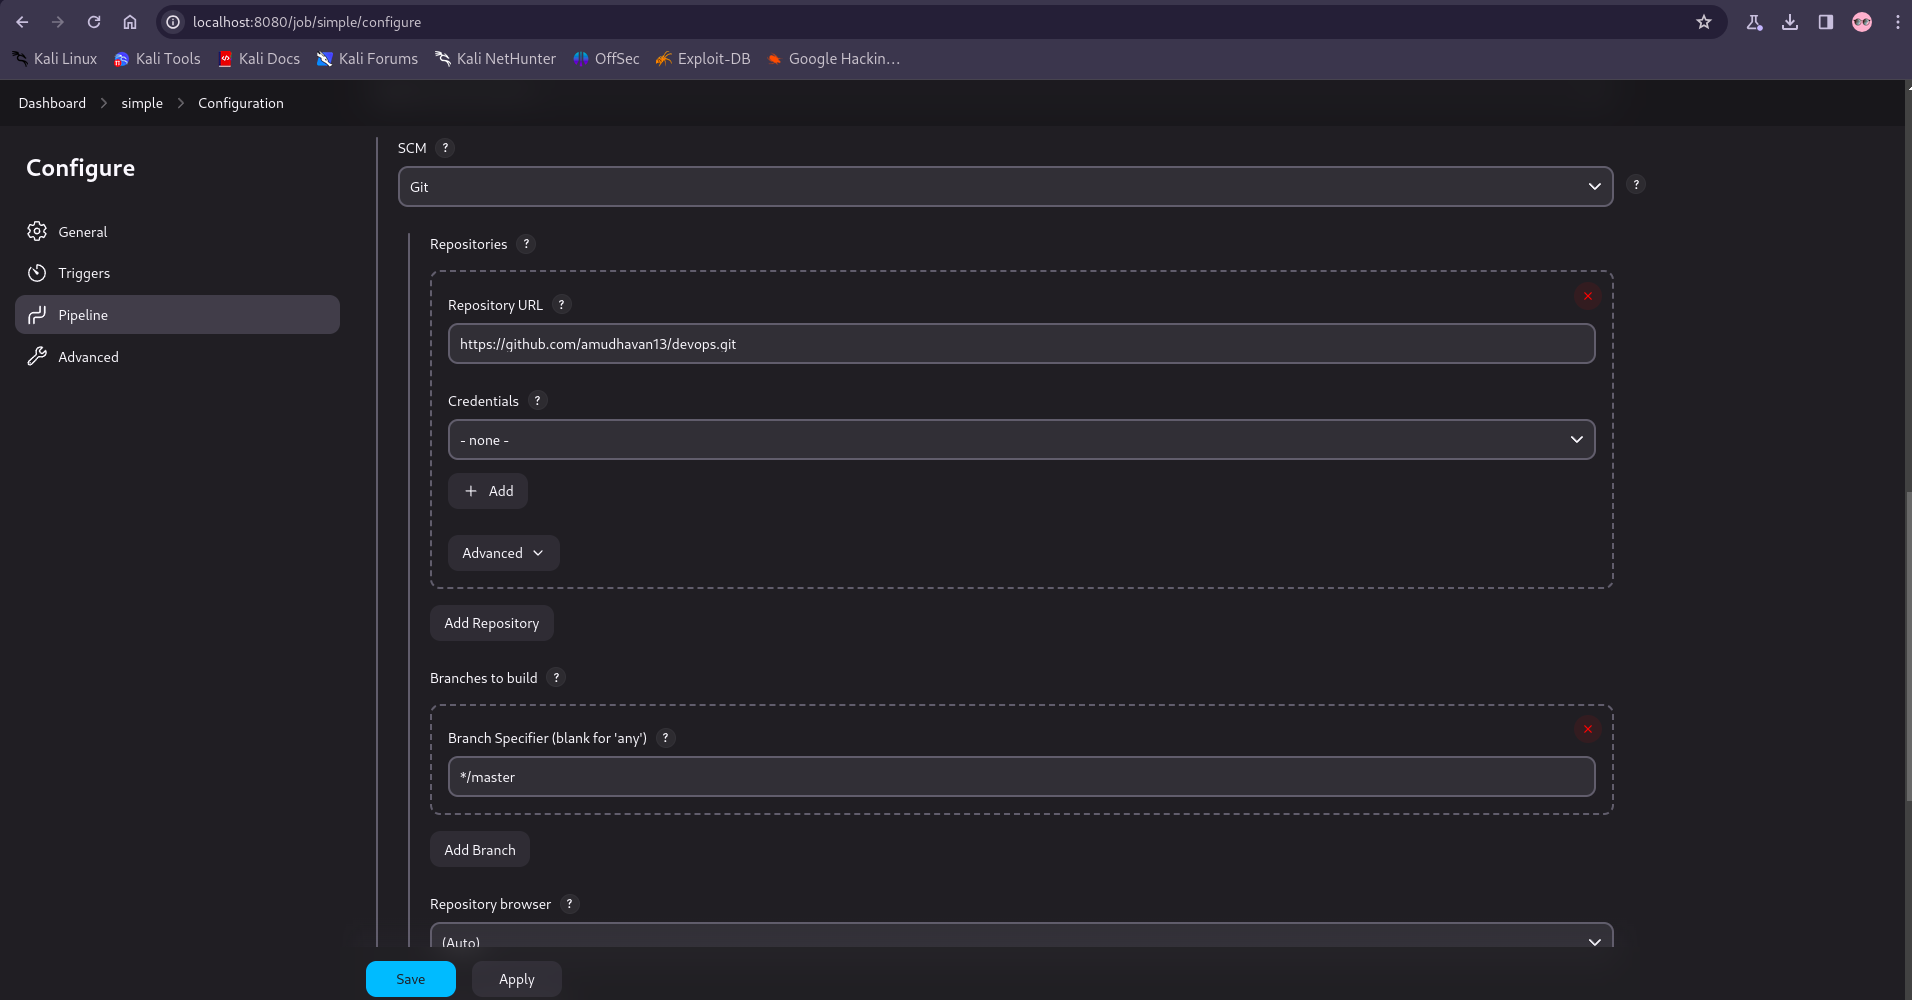 localhost:8080/job/simple/configure
Kali Linux Kali Tools Kali Docs Kali Forums Kali NetHunter OffSec Exploit-DB Google Hackin…
Dashboard simple Configuration
Configure
General
Triggers
Pipeline
Advanced
SCM ?
Git
?
Repositories ?
Repository URL ?
https://github.com/amudhavan13/devops.git
Credentials ?
- none -
+ Add
Advanced
Add Repository
Branches to build ?
Branch Specifier (blank for 'any') ?
*/master
Add Branch
Repository browser ?
(Auto)
Save Apply